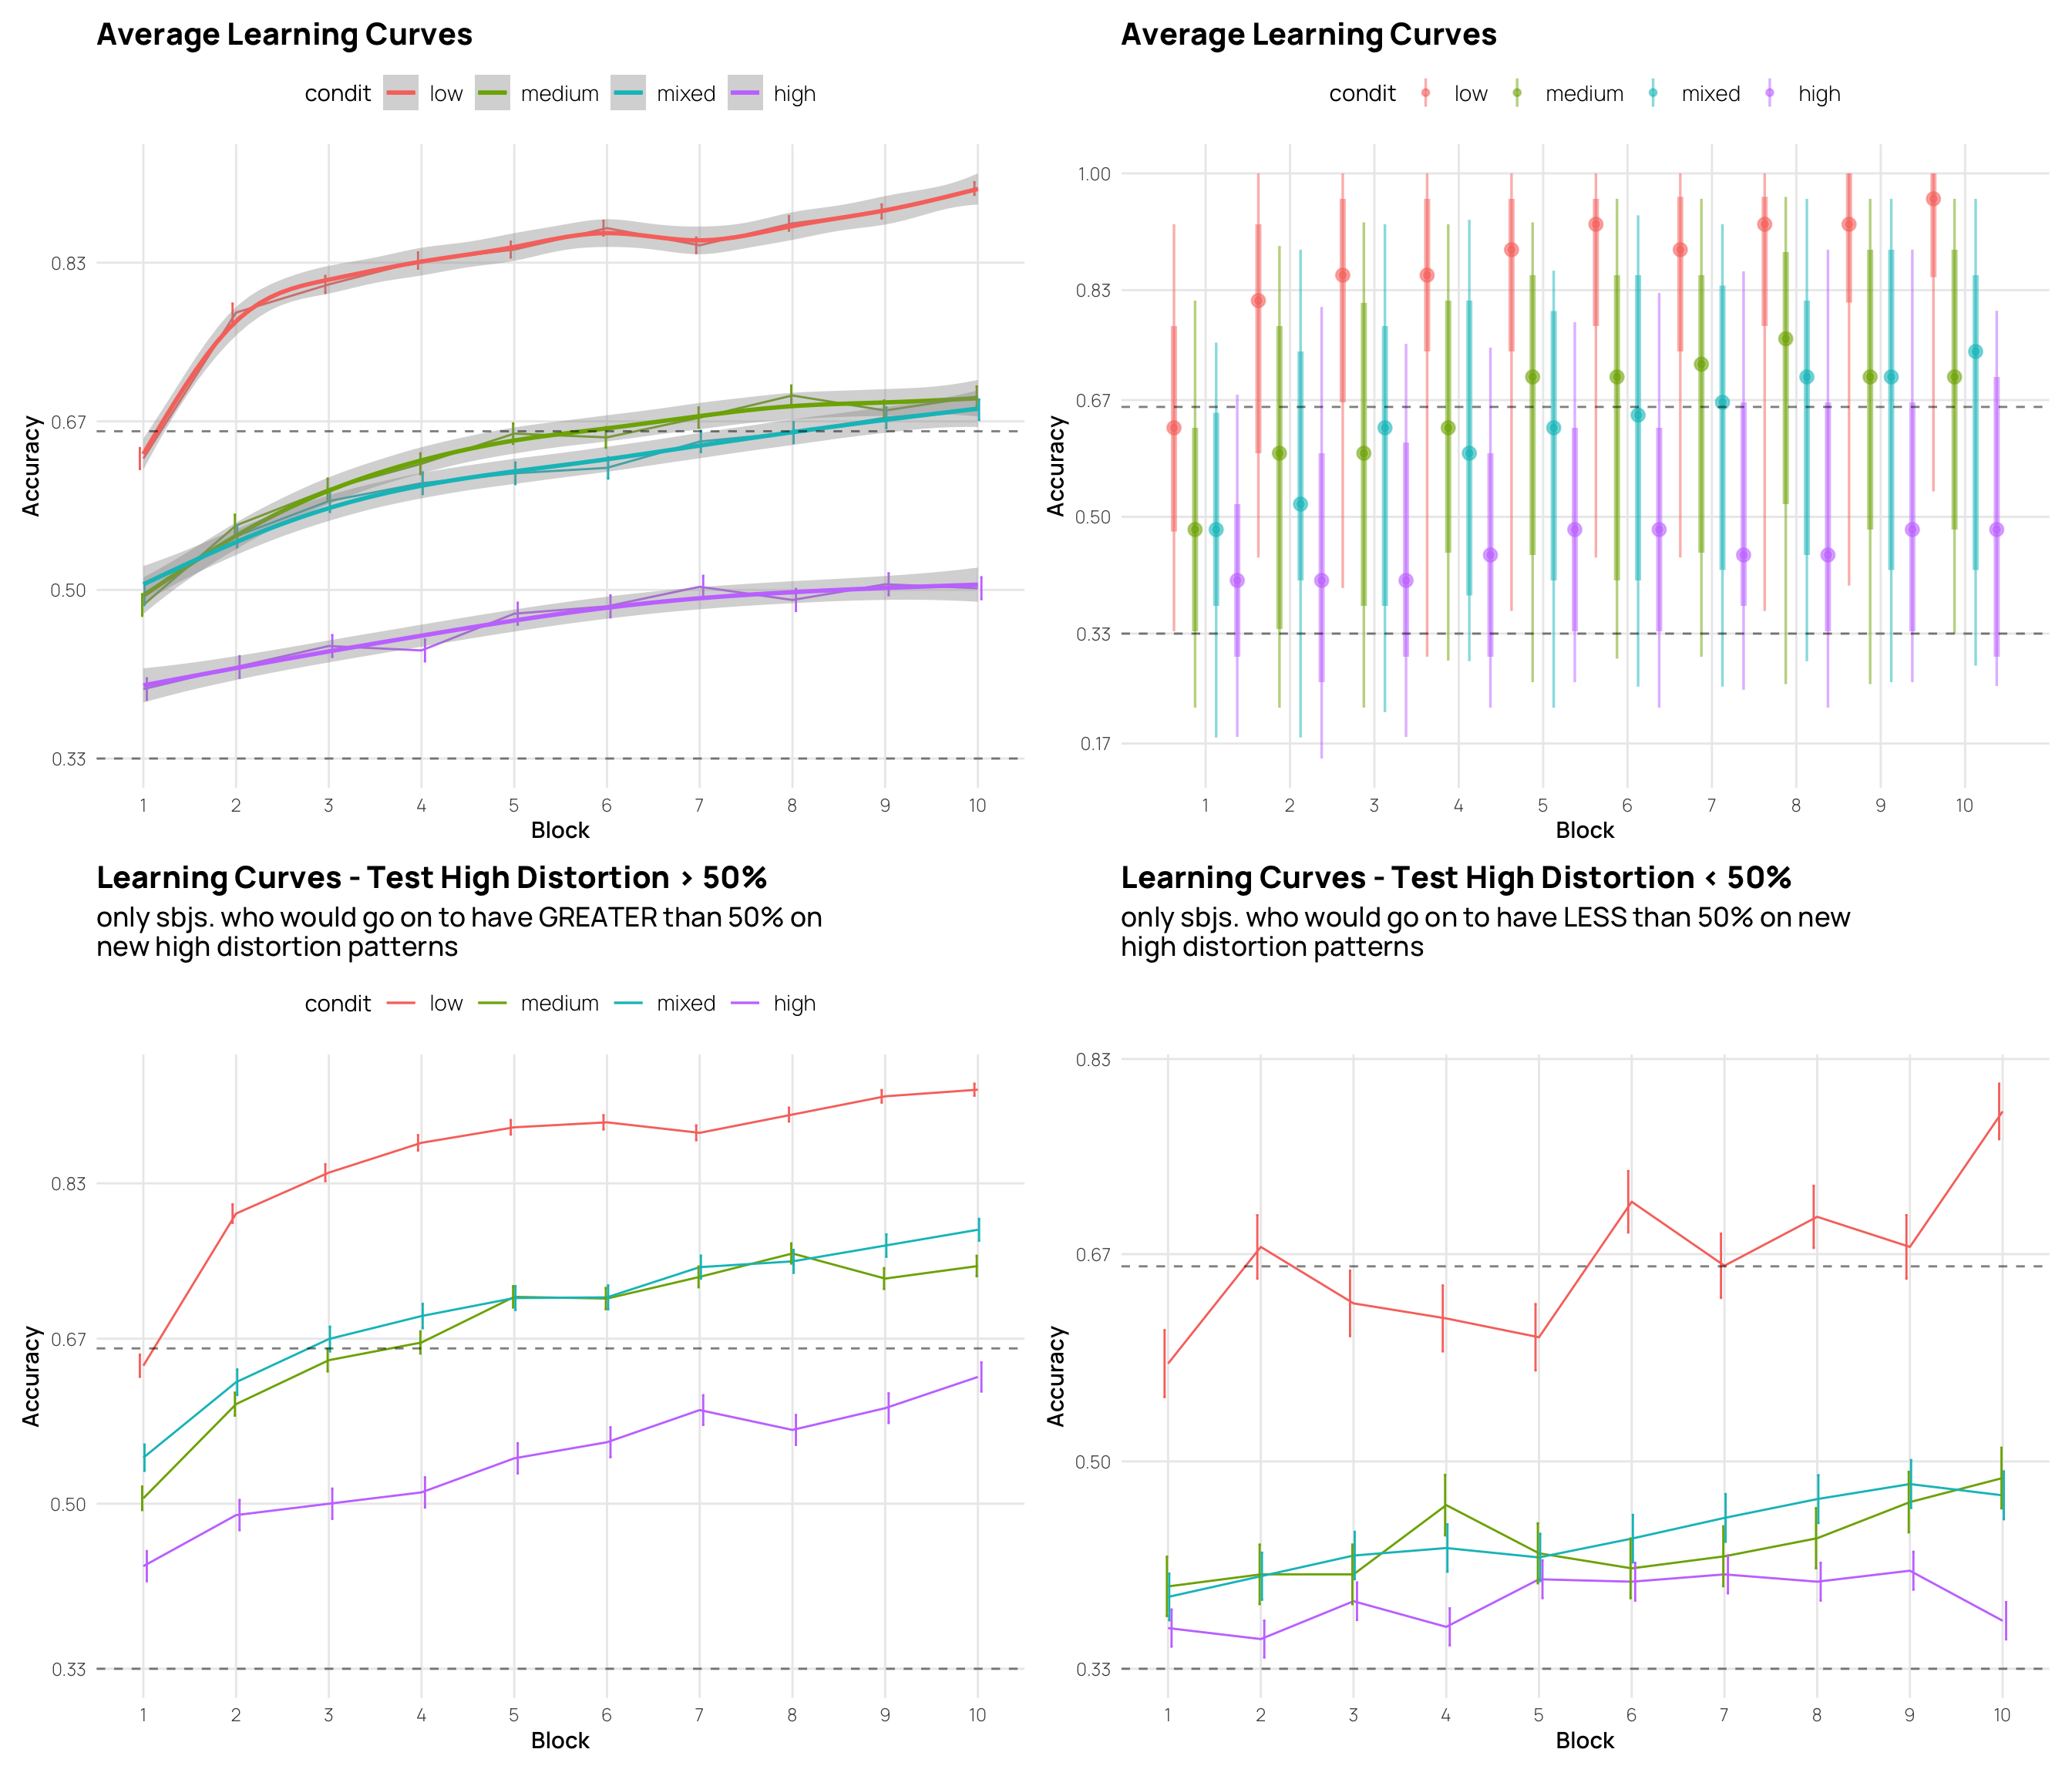 Average Learning Curves
condit low medium mixed high
0.83
0.67
0.50
0.33
Accuracy
1 2 3 4 5 6 7 8 9 10
Block
Average Learning Curves
condit low medium mixed high
1.00
0.83
0.67
0.50
0.33
0.17
Accuracy
1 2 3 4 5 6 7 8 9 10
Block
Learning Curves - Test High Distortion > 50%
only sbjs. who would go on to have GREATER than 50% on
new high distortion patterns
condit low medium mixed high
0.83
0.67
0.50
0.33
Accuracy
1 2 3 4 5 6 7 8 9 10
Block
Learning Curves - Test High Distortion < 50%
only sbjs. who would go on to have LESS than 50% on new
high distortion patterns
0.83
0.67
0.50
0.33
Accuracy
1 2 3 4 5 6 7 8 9 10
Block